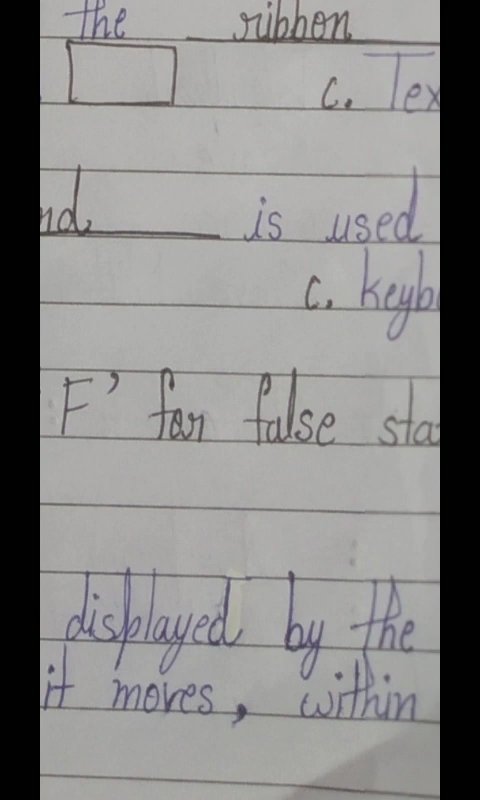 the ribbon
c. Tex
nd, is used
c. keyb
F' for false sta
displayed by the
it moves, within